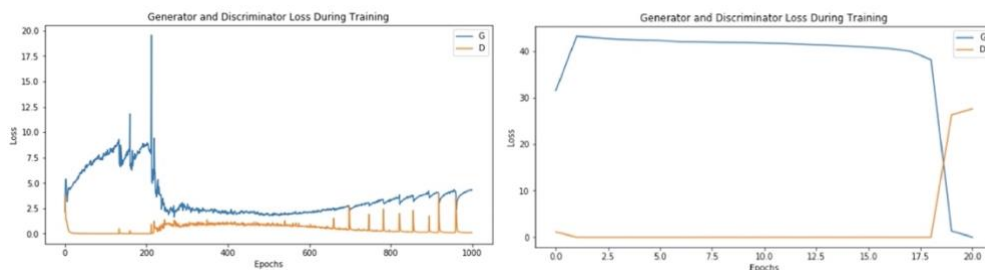 Generator and Discriminator Loss During Training
20.0
17.5
15.0
12.5
10.0
7.5
5.0
2.5
0.0
Loss
G
D
0
200
400
600
800
1000
Epochs
Generator and Discriminator Loss During Training
40
30
20
10
0
Loss
G
D
0.0
2.5
5.0
7.5
10.0
12.5
15.0
17.5
20.0
Epochs